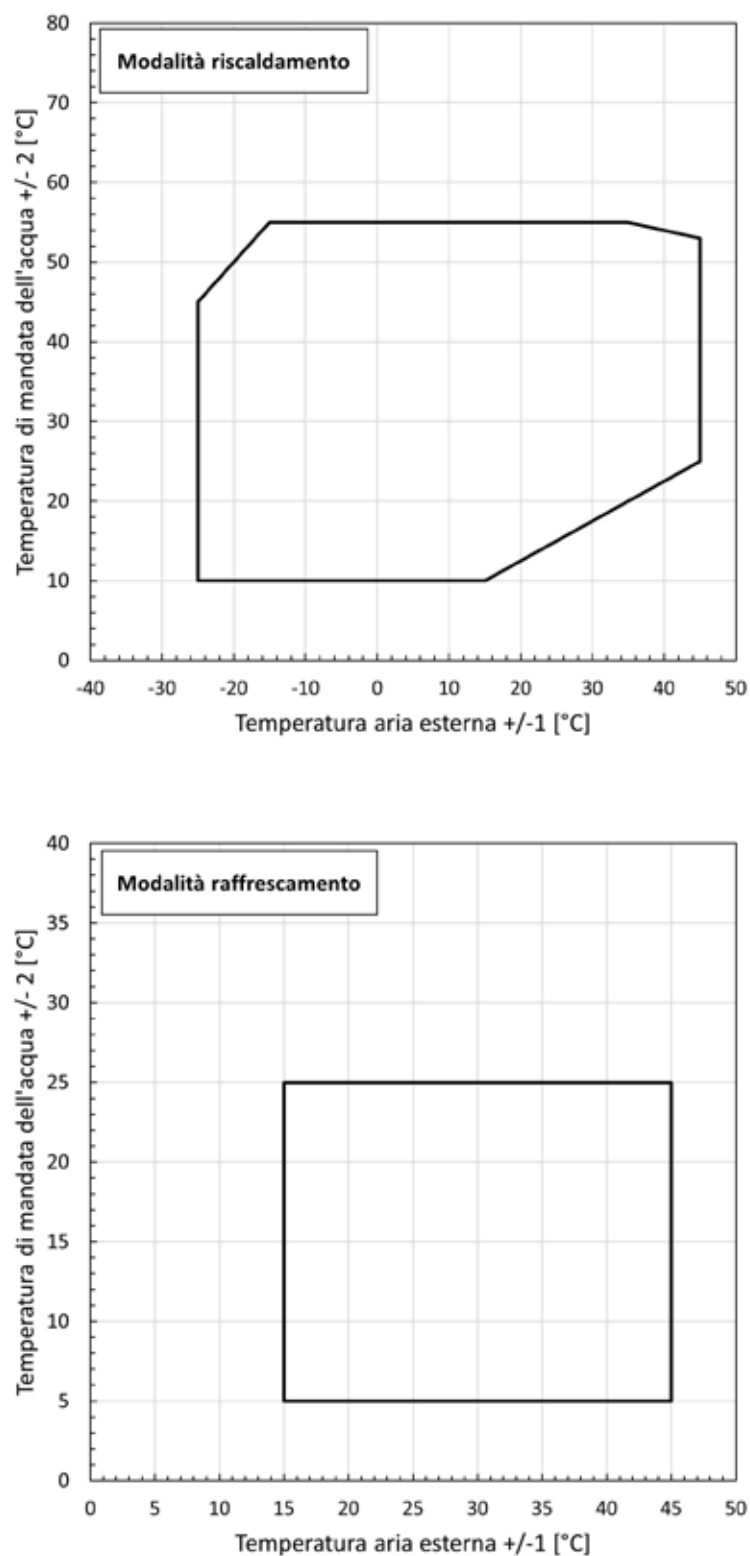 Modalità riscaldamento
Temperatura di mandata dell'acqua +/- 2 [°C]
80
70
60
50
40
30
20
10
0
-40 -30 -20 -10 0 10 20 30 40 50
Temperatura aria esterna +/-1 [°C]
Modalità raffrescamento
Temperatura di mandata dell'acqua +/- 2 [°C]
40
35
30
25
20
15
10
5
0
0 5 10 15 20 25 30 35 40 45 50
Temperatura aria esterna +/-1 [°C]